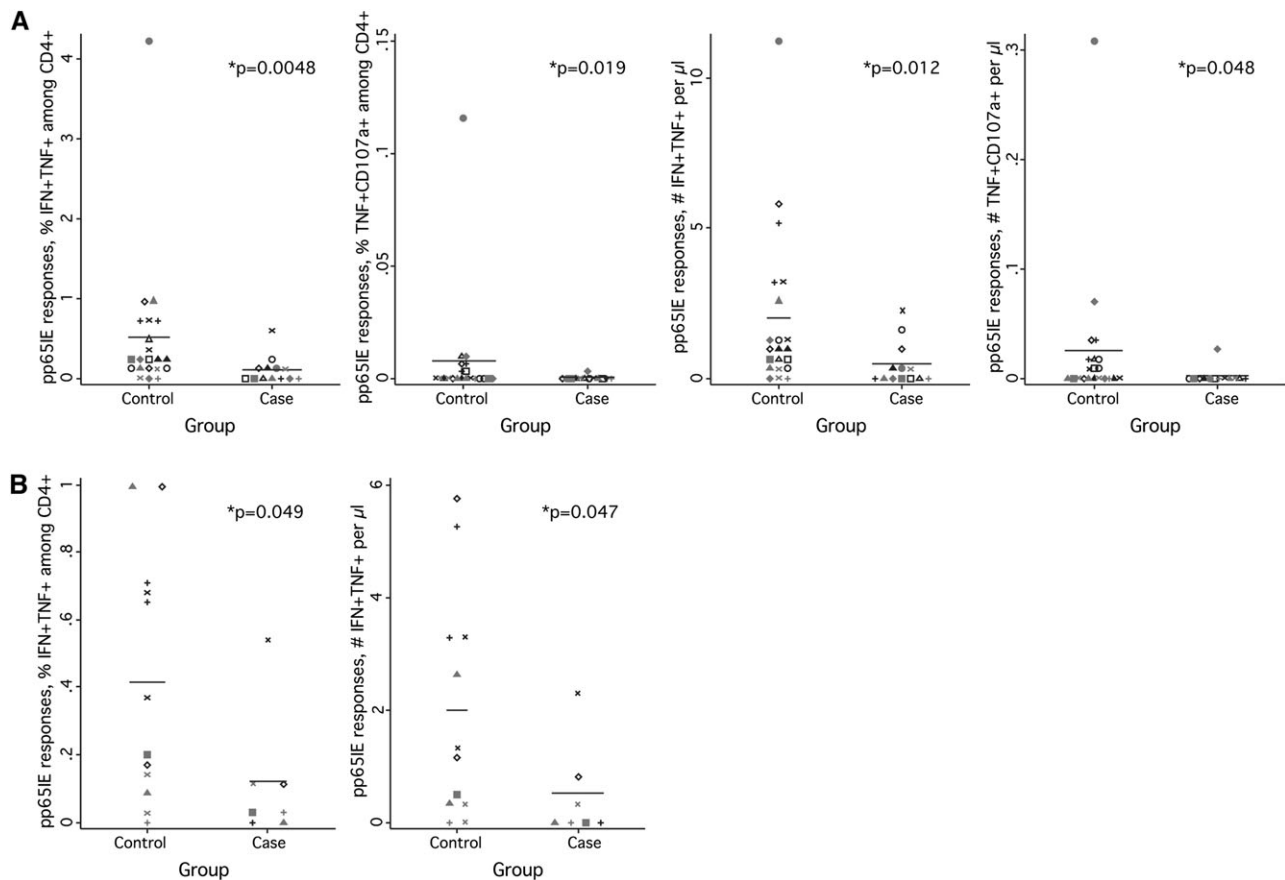 A
pp65IE responses, % IFN+TNF+ among CD4+
4
3
2
1
0
*p=0.0048
Control
Case
Group
pp65IE responses, % TNF+CD107a+ among CD4+
.15
.1
.05
0
*p=0.019
Control
Case
Group
pp65IE responses, # IFN+TNF+ per µl
10
5
0
*p=0.012
Control
Case
Group
pp65IE responses, # TNF+CD107a+ per µl
.3
.2
.1
0
*p=0.048
Control
Case
Group
B
pp65IE responses, % IFN+TNF+ among CD4+
1
.8
.6
.4
.2
0
*p=0.049
Control
Case
Group
pp65IE responses, # IFN+TNF+ per µl
6
4
2
0
*p=0.047
Control
Case
Group